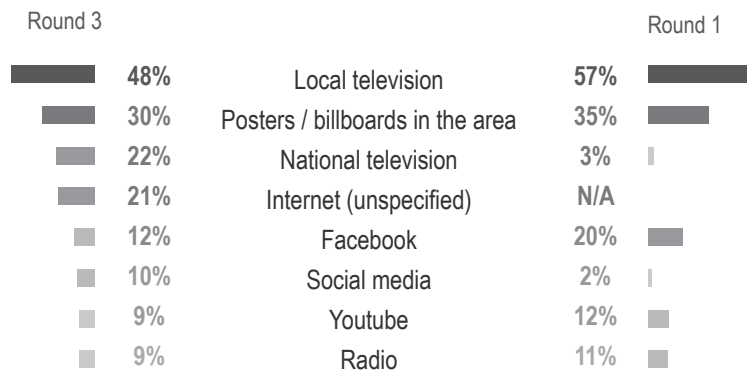 Round 3 Round 1
48% Local television 57%
30% Posters / billboards in the area 35%
22% National television 3%
21% Internet (unspecified) N/A
12% Facebook 20%
10% Social media 2%
9% Youtube 12%
9% Radio 11%